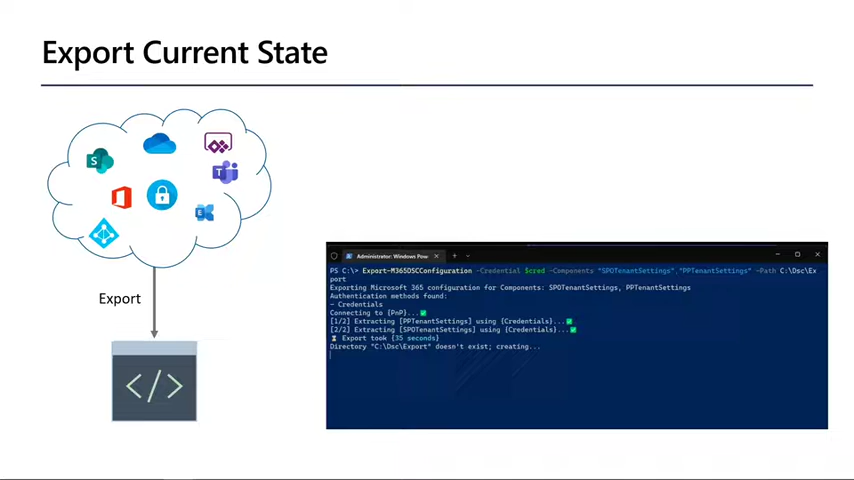 Export Current State
S
T
E
Export
</>
Administrator: Windows Pow
PS C:\> Export-M365DSCConfiguration -Credential $cred -Components "SPOTenantSettings","PPTenantSettings" -Path C:\Dsc\Ex
port
Exporting Microsoft 365 configuration for Components: SPOTenantSettings, PPTenantSettings
Authentication methods found:
- Credentials
Connecting to {PnP}...✅
[1/2] Extracting [PPTenantSettings] using {Credentials}...✅
[2/2] Extracting [SPOTenantSettings] using {Credentials}...✅
⌛ Export took {35 seconds}
Directory "C:\Dsc\Export" doesn't exist; creating...